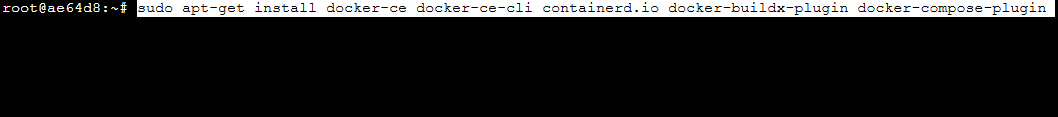 root@ae64d8:~# sudo apt-get install docker-ce docker-ce-cli containerd.io docker-buildx-plugin docker-compose-plugin